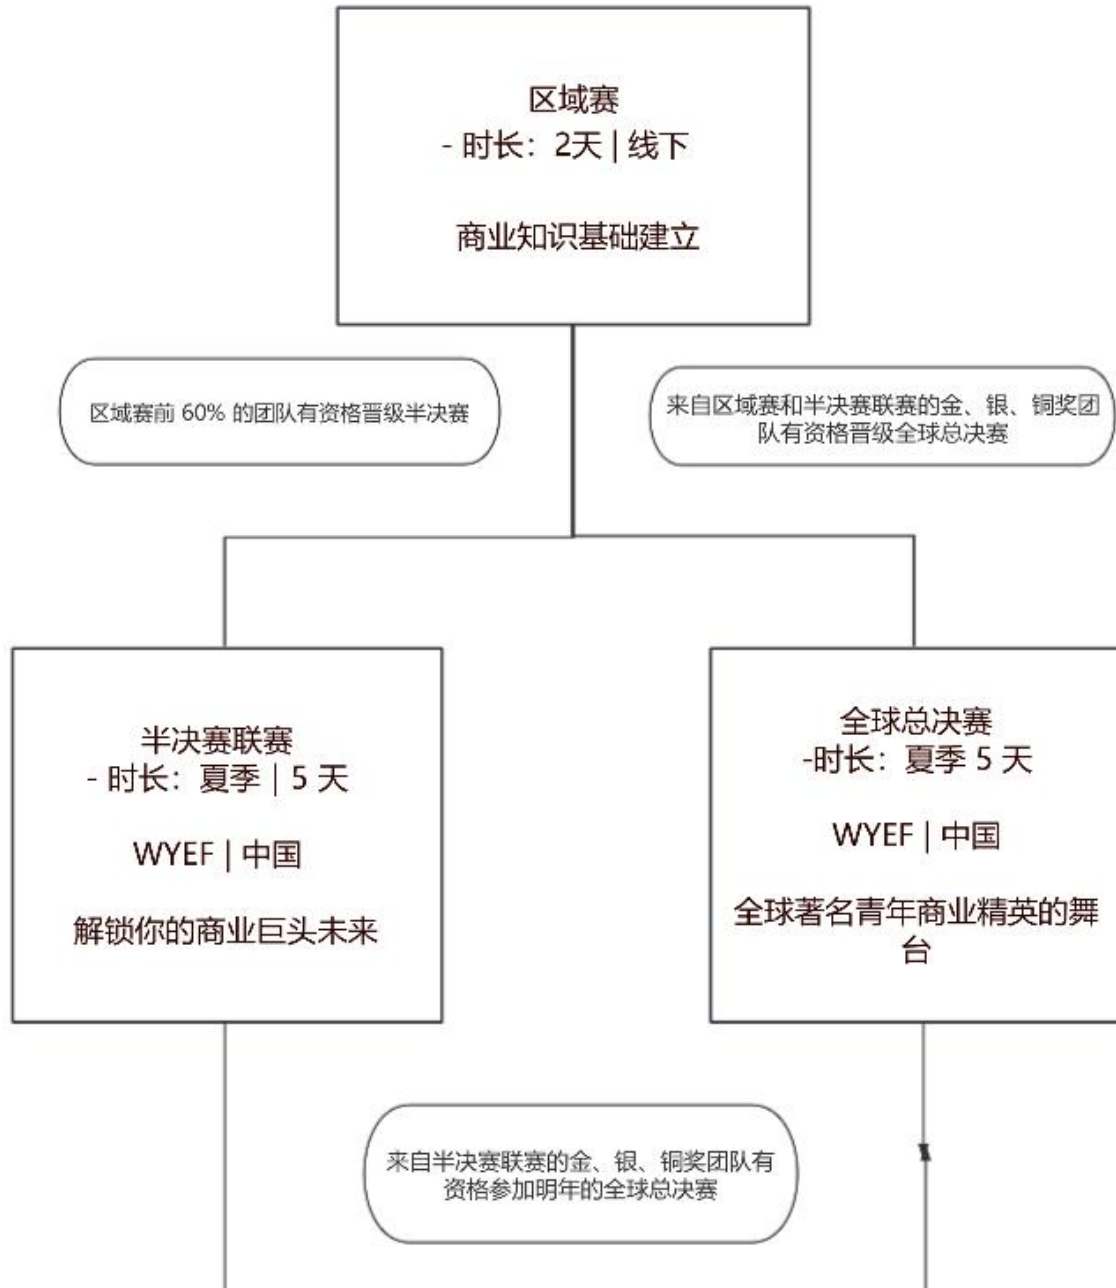 区域赛
- 时长：2天 | 线下
商业知识基础建立
区域赛前 60% 的团队有资格晋级半决赛
来自区域赛和半决赛联赛的金、银、铜奖团
队有资格晋级全球总决赛
半决赛联赛
- 时长：夏季 | 5 天
WYEF | 中国
解锁你的商业巨头未来
全球总决赛
-时长：夏季 5 天
WYEF | 中国
全球著名青年商业精英的舞
台
来自半决赛联赛的金、银、铜奖团队有
资格参加明年的全球总决赛